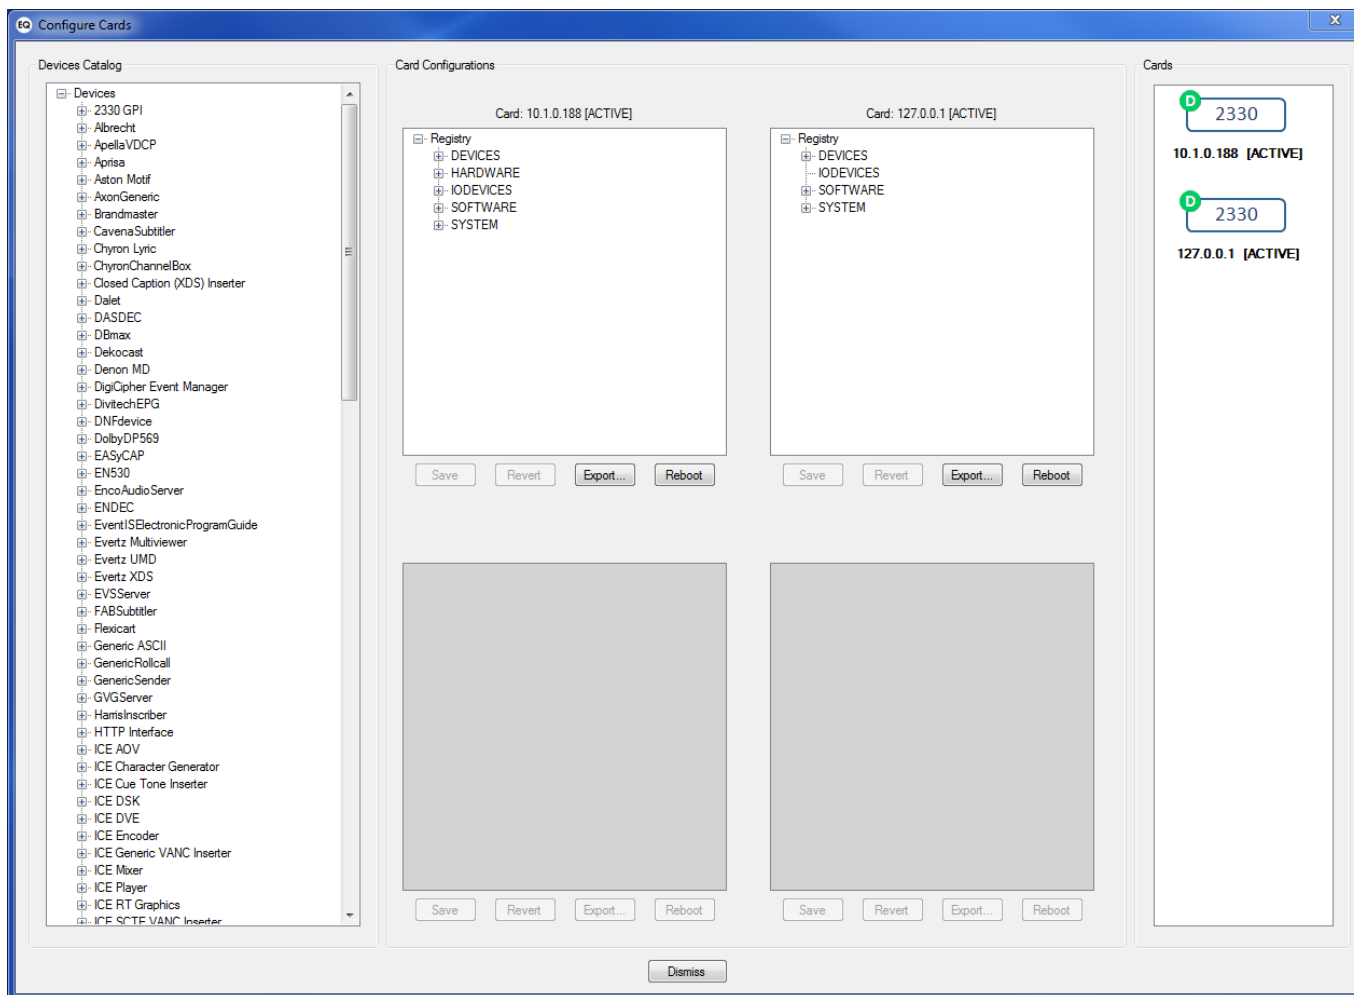 EQ Configure Cards
Devices Catalog
Devices
2330 GPI
Albrecht
ApellaVDCP
Aprisa
Aston Motif
AxonGeneric
Brandmaster
CavenaSubtitler
Chyron Lyric
ChyronChannelBox
Closed Caption (XDS) Inserter
Dalet
DASDEC
DBmax
Dekocast
Denon MD
DigiCipher Event Manager
DivitechEPG
DNFdevice
DolbyDP569
EASyCAP
EN530
EncoAudioServer
ENDEC
EventISElectronicProgramGuide
Evertz Multiviewer
Evertz UMD
Evertz XDS
EVSServer
FABSubtitler
Flexicart
Generic ASCII
GenericRollcall
GenericSender
GVGServer
HarrisInscriber
HTTP Interface
ICE AOV
ICE Character Generator
ICE Cue Tone Inserter
ICE DSK
ICE DVE
ICE Encoder
ICE Generic VANC Inserter
ICE Mixer
ICE Player
ICE RT Graphics
ICE SCTE VANC Inserter
Card Configurations
Card: 10.1.0.188 [ACTIVE]
Registry
DEVICES
HARDWARE
IODEVICES
SOFTWARE
SYSTEM
Save Revert Export... Reboot
Card: 127.0.0.1 [ACTIVE]
Registry
DEVICES
IODEVICES
SOFTWARE
SYSTEM
Save Revert Export... Reboot
Save Revert Export... Reboot
Save Revert Export... Reboot
Cards
D 2330
10.1.0.188 [ACTIVE]
D 2330
127.0.0.1 [ACTIVE]
Dismiss